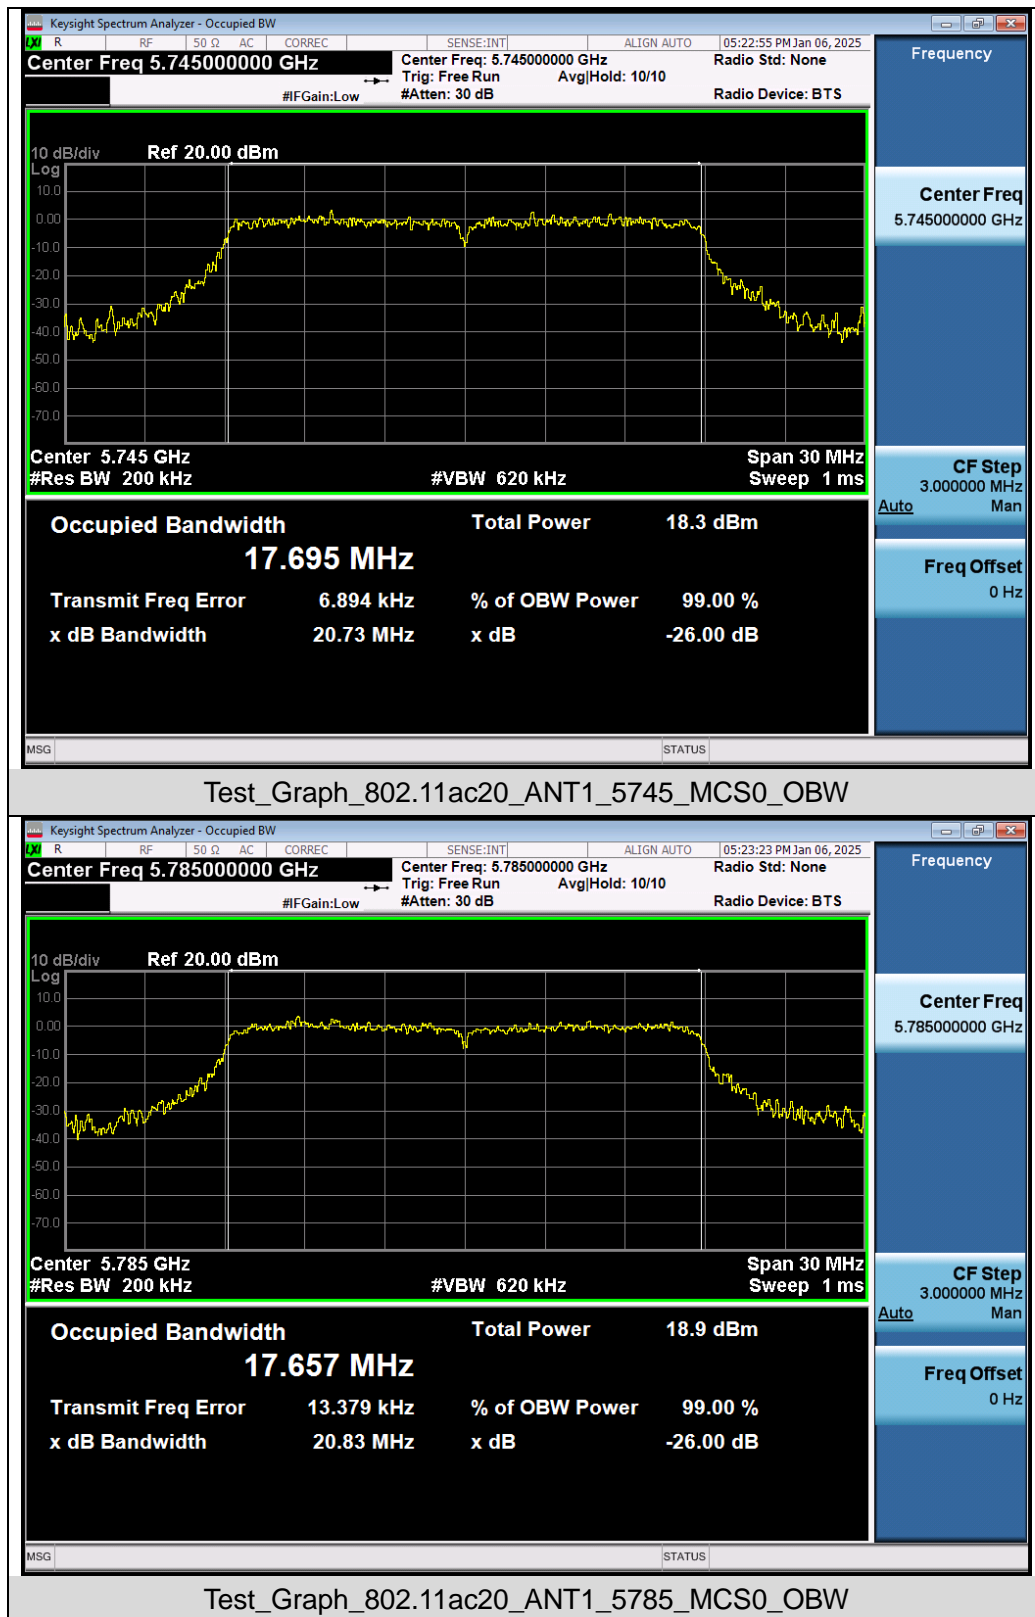 Keysight Spectrum Analyzer - Occupied BW
LXI R RF 50 Ω AC CORREC SENSE:INT ALIGN AUTO 05:22:55 PM Jan 06, 2025
Center Freq 5.745000000 GHz
Center Freq: 5.745000000 GHz
Radio Std: None
Trig: Free Run Avg|Hold: 10/10
#IFGain:Low #Atten: 30 dB
Radio Device: BTS
10 dB/div Ref 20.00 dBm
Log
10.0
0.00
-10.0
-20.0
-30.0
-40.0
-50.0
-60.0
-70.0
Center 5.745 GHz Span 30 MHz
#Res BW 200 kHz #VBW 620 kHz Sweep 1 ms
Occupied Bandwidth Total Power 18.3 dBm
17.695 MHz
Transmit Freq Error 6.894 kHz % of OBW Power 99.00 %
x dB Bandwidth 20.73 MHz x dB -26.00 dB
MSG STATUS
Frequency
Center Freq
5.745000000 GHz
CF Step
3.000000 MHz
Auto Man
Freq Offset
0 Hz
Test_Graph_802.11ac20_ANT1_5745_MCS0_OBW
Keysight Spectrum Analyzer - Occupied BW
LXI R RF 50 Ω AC CORREC SENSE:INT ALIGN AUTO 05:23:23 PM Jan 06, 2025
Center Freq 5.785000000 GHz
Center Freq: 5.785000000 GHz
Radio Std: None
Trig: Free Run Avg|Hold: 10/10
#IFGain:Low #Atten: 30 dB
Radio Device: BTS
10 dB/div Ref 20.00 dBm
Log
10.0
0.00
-10.0
-20.0
-30.0
-40.0
-50.0
-60.0
-70.0
Center 5.785 GHz Span 30 MHz
#Res BW 200 kHz #VBW 620 kHz Sweep 1 ms
Occupied Bandwidth Total Power 18.9 dBm
17.657 MHz
Transmit Freq Error 13.379 kHz % of OBW Power 99.00 %
x dB Bandwidth 20.83 MHz x dB -26.00 dB
MSG STATUS
Frequency
Center Freq
5.785000000 GHz
CF Step
3.000000 MHz
Auto Man
Freq Offset
0 Hz
Test_Graph_802.11ac20_ANT1_5785_MCS0_OBW